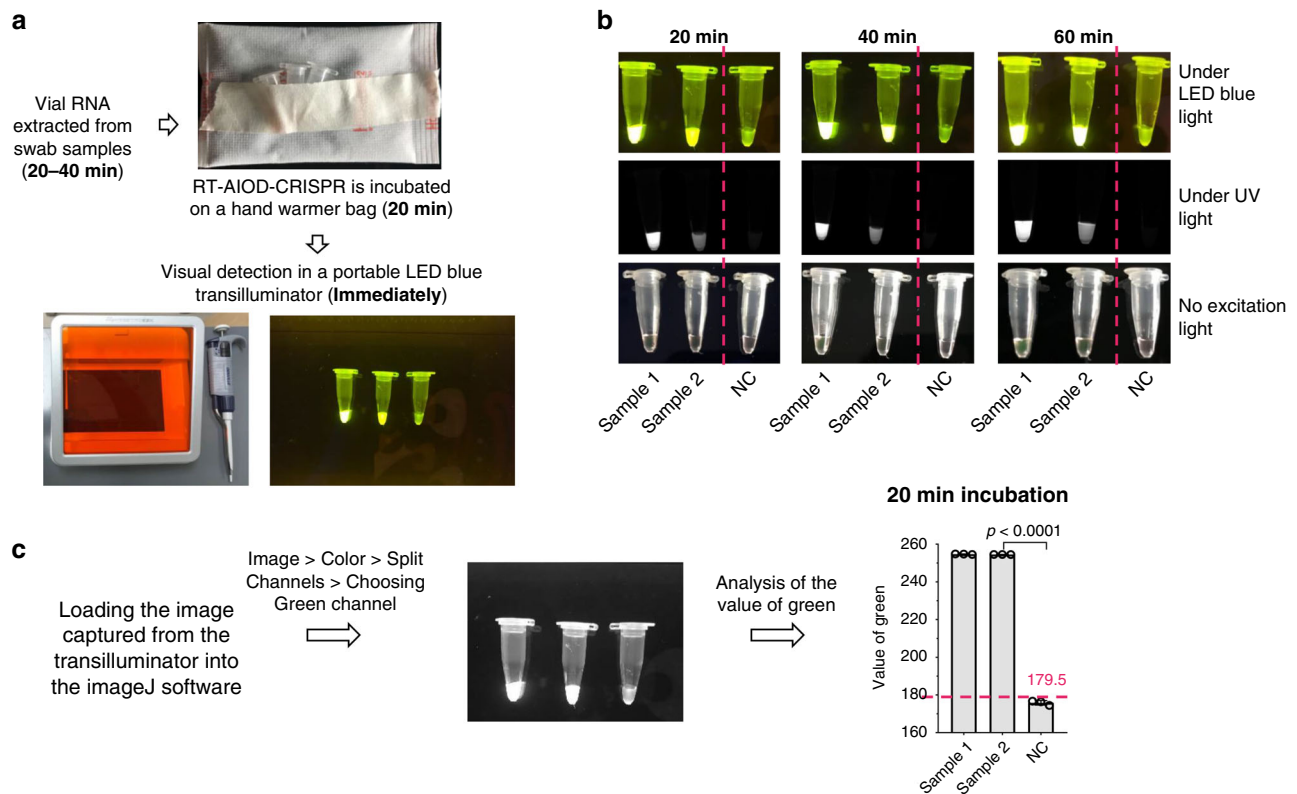 a
Vial RNA
extracted from
swab samples
(20–40 min)
RT-AIOD-CRISPR is incubated
on a hand warmer bag (20 min)
Visual detection in a portable LED blue
transilluminator (Immediately)
b
20 min
40 min
60 min
Under
LED blue
light
Under UV
light
No excitation
light
Sample 1
Sample 2
NC
Sample 1
Sample 2
NC
Sample 1
Sample 2
NC
c
Loading the image
captured from the
transilluminator into
the imageJ software
Image > Color > Split
Channels > Choosing
Green channel
Analysis of the
value of green
20 min incubation
p < 0.0001
Value of green
260
240
220
200
180
160
179.5
Sample 1
Sample 2
NC